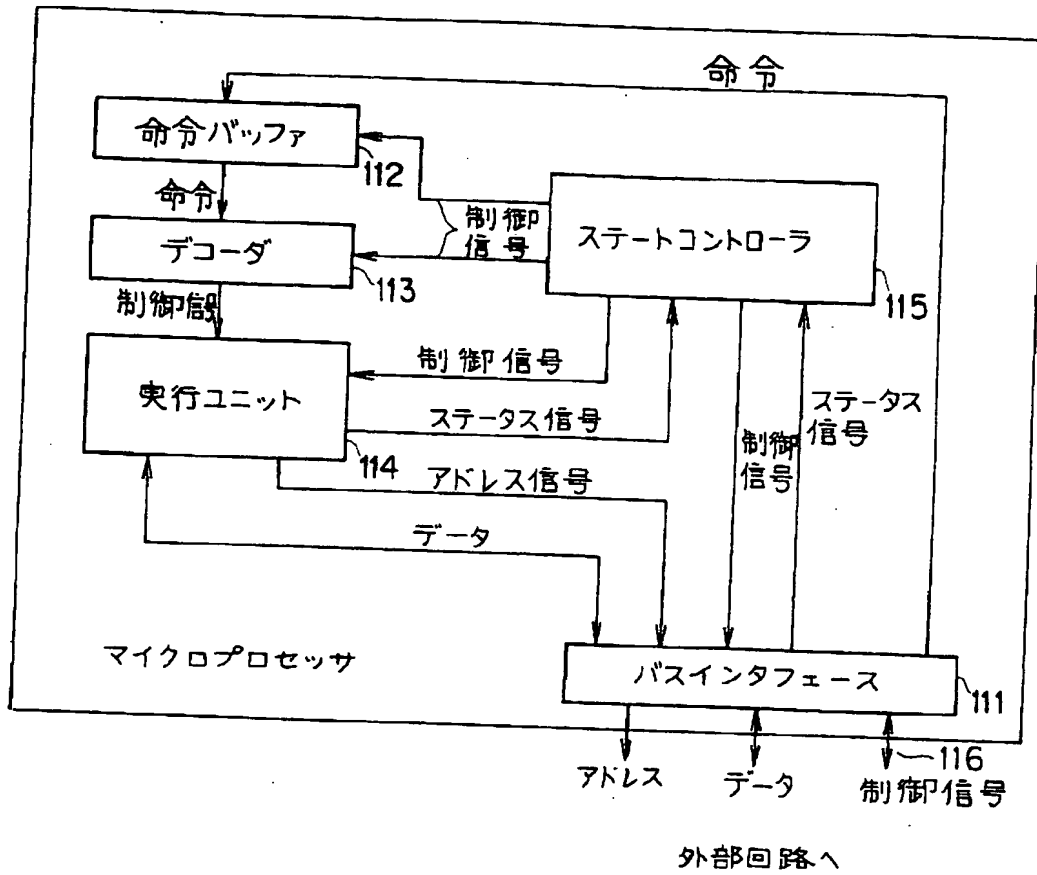 命令
命令バッファ
112
命令
制御
信号
ステートコントローラ
デコーダ
113
115
制御信号
制御信号
実行ユニット
ステータス
信号
ステータス信号
制御
信号
114
アドレス信号
データ
マイクロプロセッサ
バスインタフェース
111
116
アドレス
データ
制御信号
外部回路へ